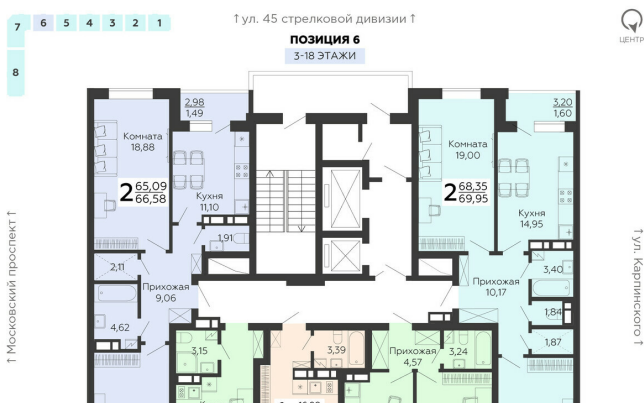 7 6 5 4 3 2 1
8
↑ ул. 45 стрелковой дивизии ↑
ПОЗИЦИЯ 6
3-18 ЭТАЖИ
ЦЕНТР
↑ Московский проспект ↑
↑ ул. Карпинского ↑
Комната
18,88
2,98
1,49
2 65,09
66,58
Кухня
11,10
1,91
2,11
Прихожая
9,06
4,62
3,15
3,39
Комната
19,00
3,20
1,60
2 68,35
69,95
Кухня
14,95
Прихожая
10,17
3,40
1,84
1,87
Прихожая
4,57
3,24